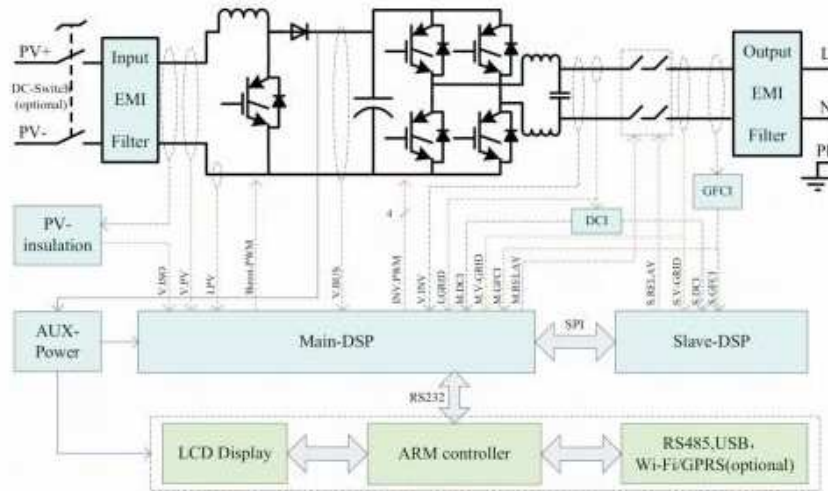 PV+
DC-Switch
(optional)
PV-
Input
EMI
Filter
Output
EMI
Filter
L
N
PE
4
PV-
insulation
DCI
GFCI
V.ISO
V.PV
I.PV
Boost.PWM
V.BUS
INV.PWM
V.INV
I.GRID
M.DCI
M.V-GRID
M.GFCI
M.RELAY
S.RELAY
S.V-GRID
S.DCI
S.GFCI
AUX-
Power
Main-DSP
SPI
Slave-DSP
RS232
LCD Display
ARM controller
RS485,USB,
Wi-Fi/GPRS(optional)